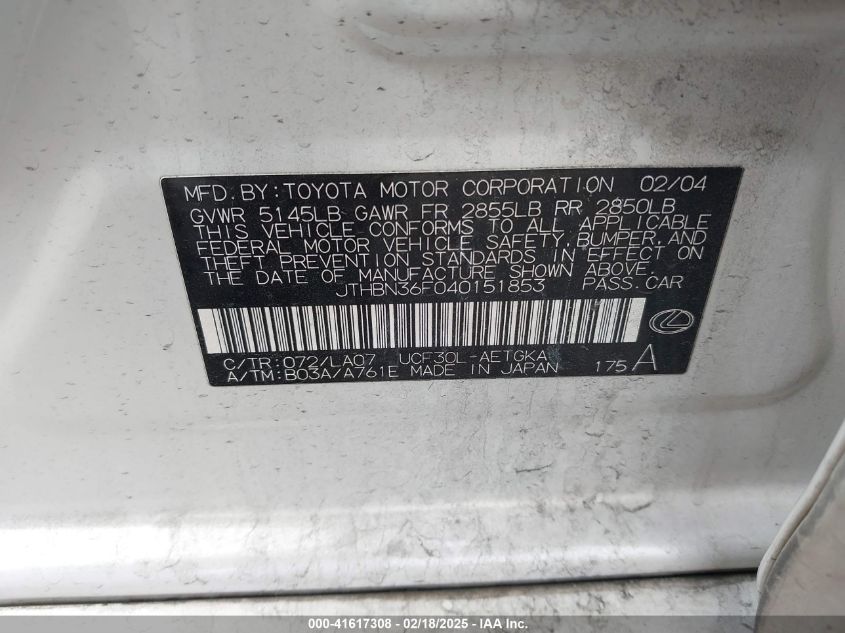 MFD. BY: TOYOTA MOTOR CORPORATION 02/04
GVWR 5145LB GAWR FR 2855LB RR 2850LB
THIS VEHICLE CONFORMS TO ALL APPLICABLE
FEDERAL MOTOR VEHICLE SAFETY, BUMPER, AND
THEFT PREVENTION STANDARDS IN EFFECT ON
THE DATE OF MANUFACTURE SHOWN ABOVE.
JTHBN36F040151853 PASS. CAR
C/TR: 072/LA07 UCF30L-AETGKA
A/TM: B03A/A761E MADE IN JAPAN 175 A
000-41617308 - 02/18/2025 - IAA Inc.